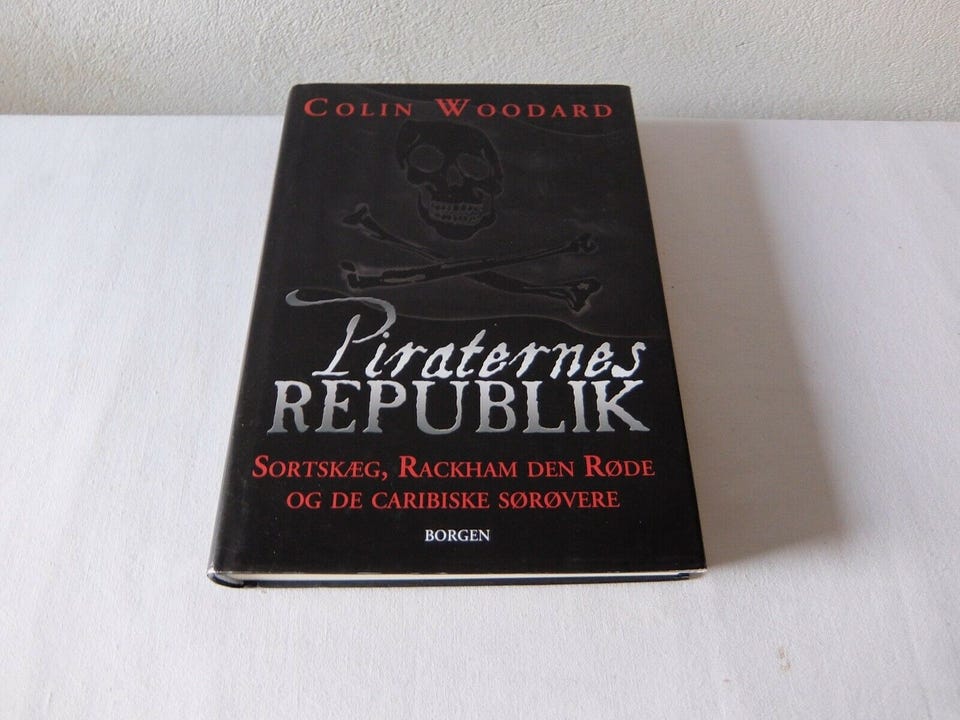 COLIN WOODARD
Piraternes
REPUBLIK
SORTSKÆG, RACKHAM DEN RØDE
OG DE CARIBISKE SØRØVERE
BORGEN